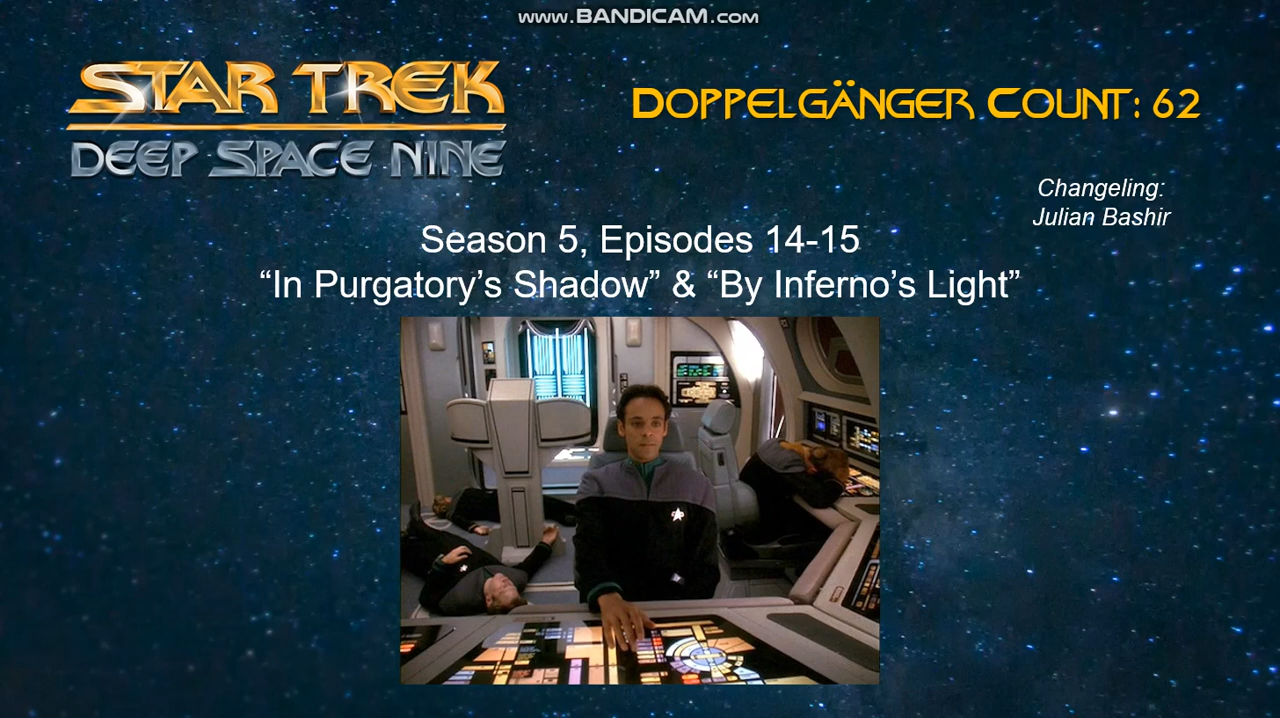 www.BANDICAM.com
STAR TREK
DEEP SPACE NINE
DOPPELGÄNGER COUNT: 62
Changeling:
Julian Bashir
Season 5, Episodes 14-15
“In Purgatory’s Shadow” & “By Inferno’s Light”